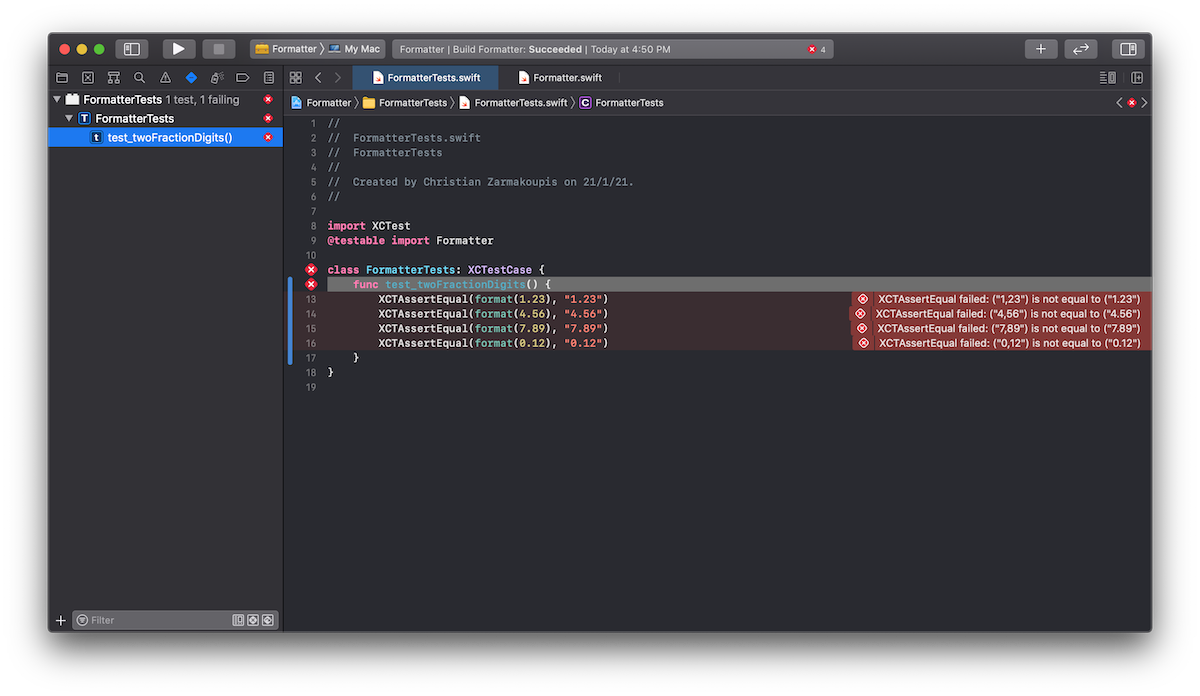 Formatter 〉 My Mac
Formatter | Build Formatter: Succeeded | Today at 4:50 PM
4
FormatterTests.swift
Formatter.swift
FormatterTests 1 test, 1 failing
T FormatterTests
t test_twoFractionDigits()
Formatter 〉 FormatterTests 〉 FormatterTests.swift 〉 C FormatterTests
1 //
2 //  FormatterTests.swift
3 //  FormatterTests
4 //
5 //  Created by Christian Zarmakoupis on 21/1/21.
6 //
7
8 import XCTest
9 @testable import Formatter
10
class FormatterTests: XCTestCase {
func test_twoFractionDigits() {
13 XCTAssertEqual(format(1.23), "1.23") XCTAssertEqual failed: ("1,23") is not equal to ("1.23")
14 XCTAssertEqual(format(4.56), "4.56") XCTAssertEqual failed: ("4,56") is not equal to ("4.56")
15 XCTAssertEqual(format(7.89), "7.89") XCTAssertEqual failed: ("7,89") is not equal to ("7.89")
16 XCTAssertEqual(format(0.12), "0.12") XCTAssertEqual failed: ("0,12") is not equal to ("0.12")
17 }
18 }
19
Filter